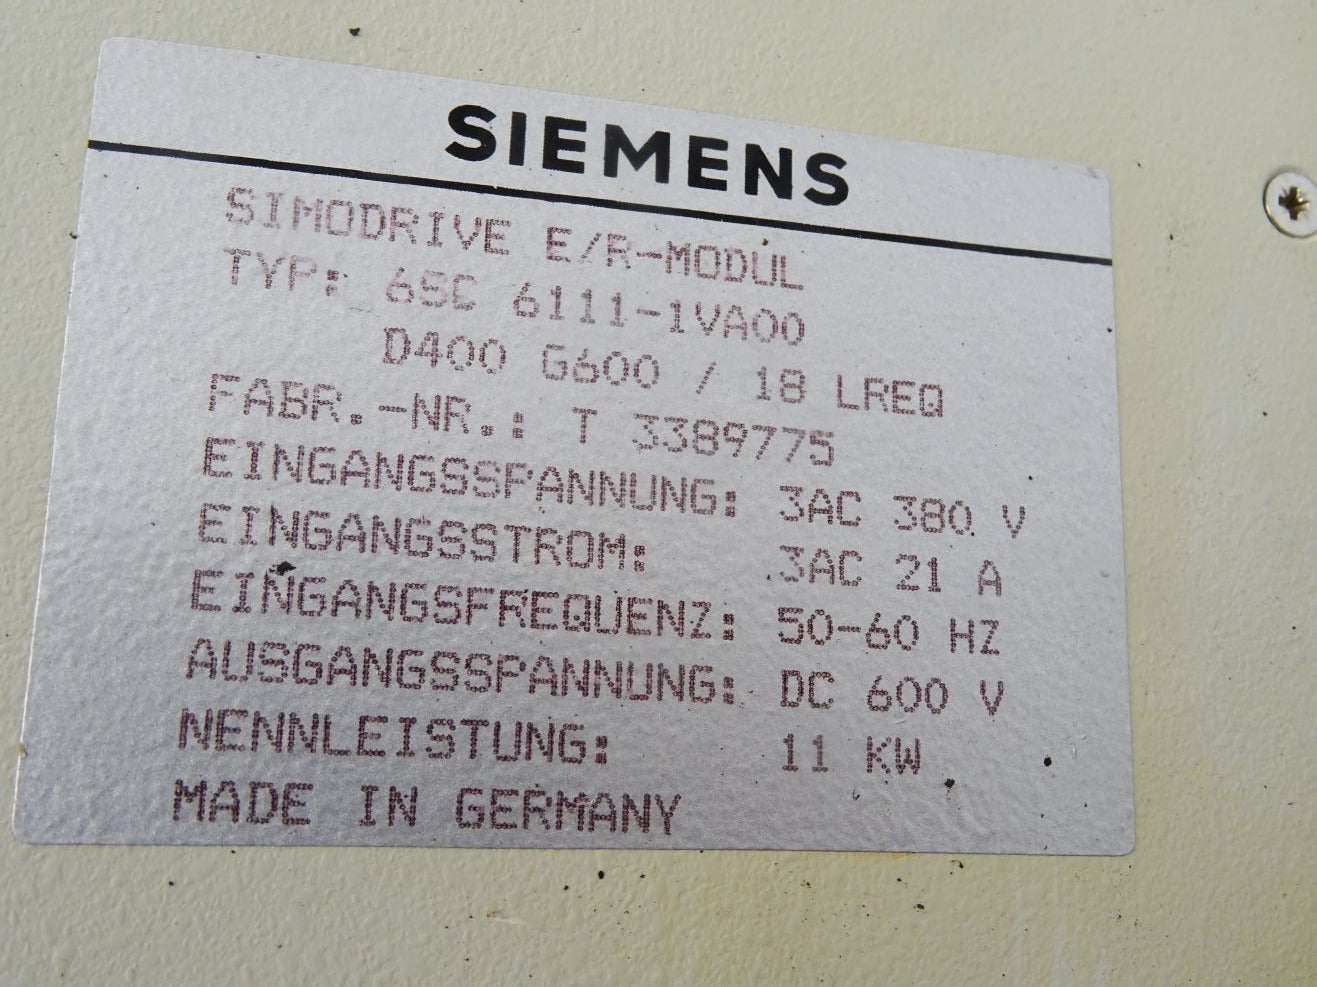 SIEMENS
SIMODRIVE E/R-MODUL
TYP: 6SC 6111-1VA00
D400 G600 / 18 LREQ
FABR.-NR.: T 3389775
EINGANGSSPANNUNG: 3AC 380 V
EINGANGSSTROM: 3AC 21 A
EINGANGSFREQUENZ: 50-60 HZ
AUSGANGSSPANNUNG: DC 600 V
NENNLEISTUNG: 11 KW
MADE IN GERMANY